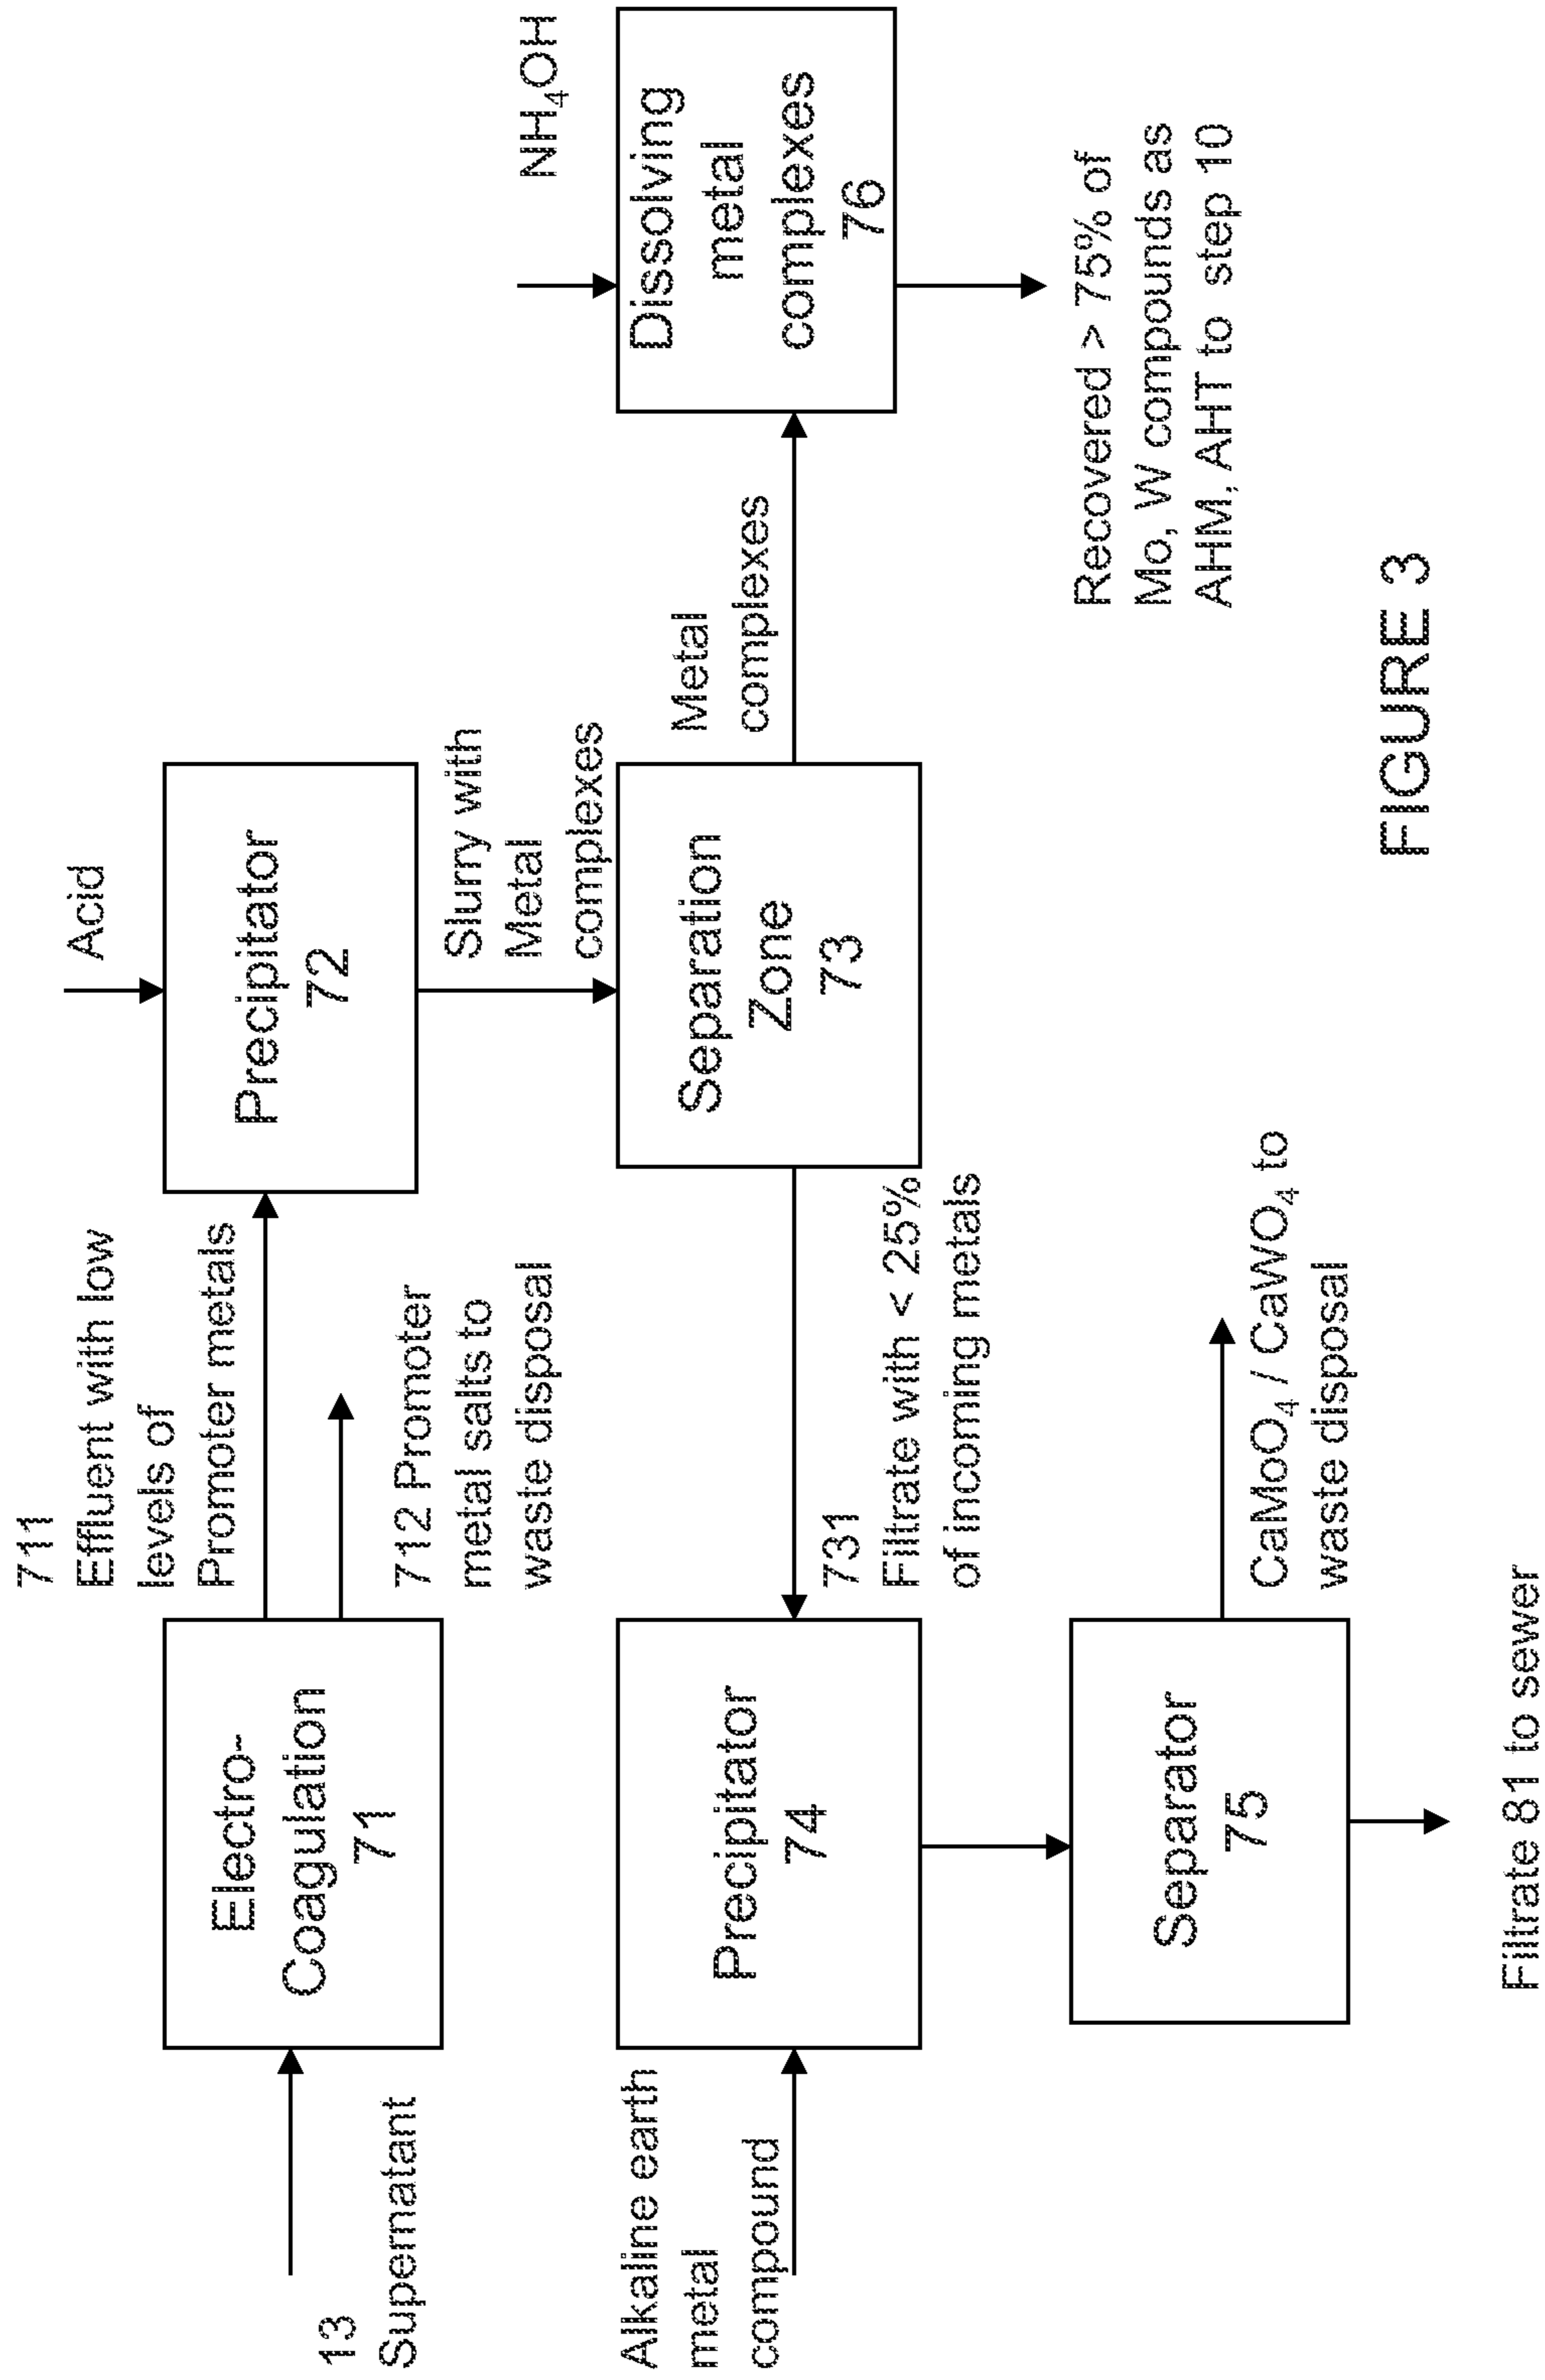 711
Effluent with low
levels of
Promoter metals
Acid
13
Supernatant
Electro-
Coagulation
71
712 Promoter
metal salts to
waste disposal
Precipitator
72
Slurry with
Metal
complexes
NH4OH
Alkaline earth
metal
compound
Precipitator
74
731
Filtrate with < 25%
of incoming metals
Separation
Zone
73
Metal
complexes
Dissolving
metal
complexes
76
Separator
75
CaMoO4 / CaWO4 to
waste disposal
Recovered > 75% of
Mo, W compounds as
AHM, AHT to step 10
Filtrate 81 to sewer
FIGURE 3